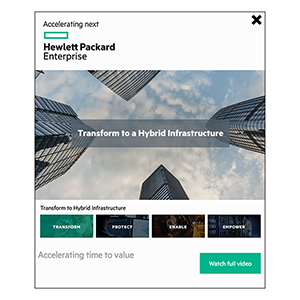 Accelerating next
Hewlett Packard
Enterprise
Transform to a Hybrid Infrastructure
Transform to Hybrid Infrastructure
TRANSFORM
PROTECT
ENABLE
EMPOWER
Accelerating time to value
Watch full video